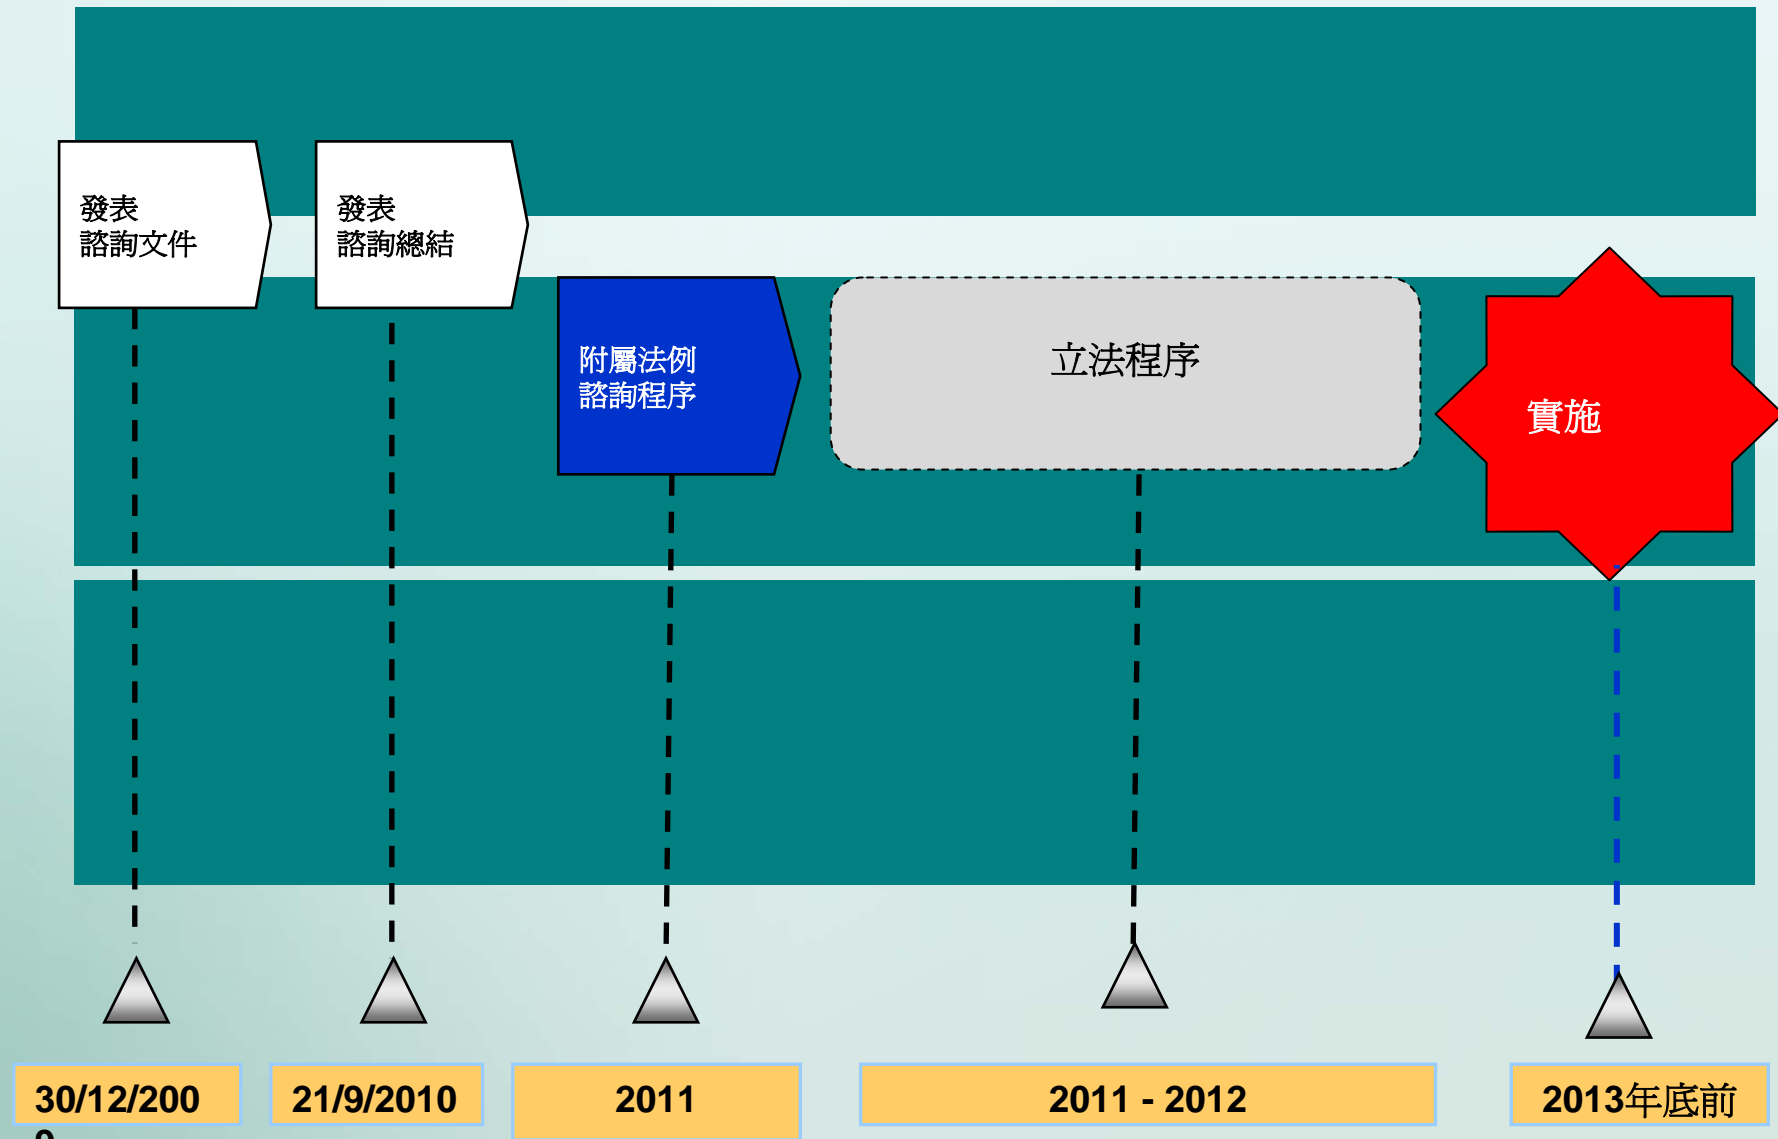 發表
諮詢文件
發表
諮詢總結
附屬法例
諮詢程序
立法程序
實施
30/12/200
21/9/2010
2011
2011 - 2012
2013年底前